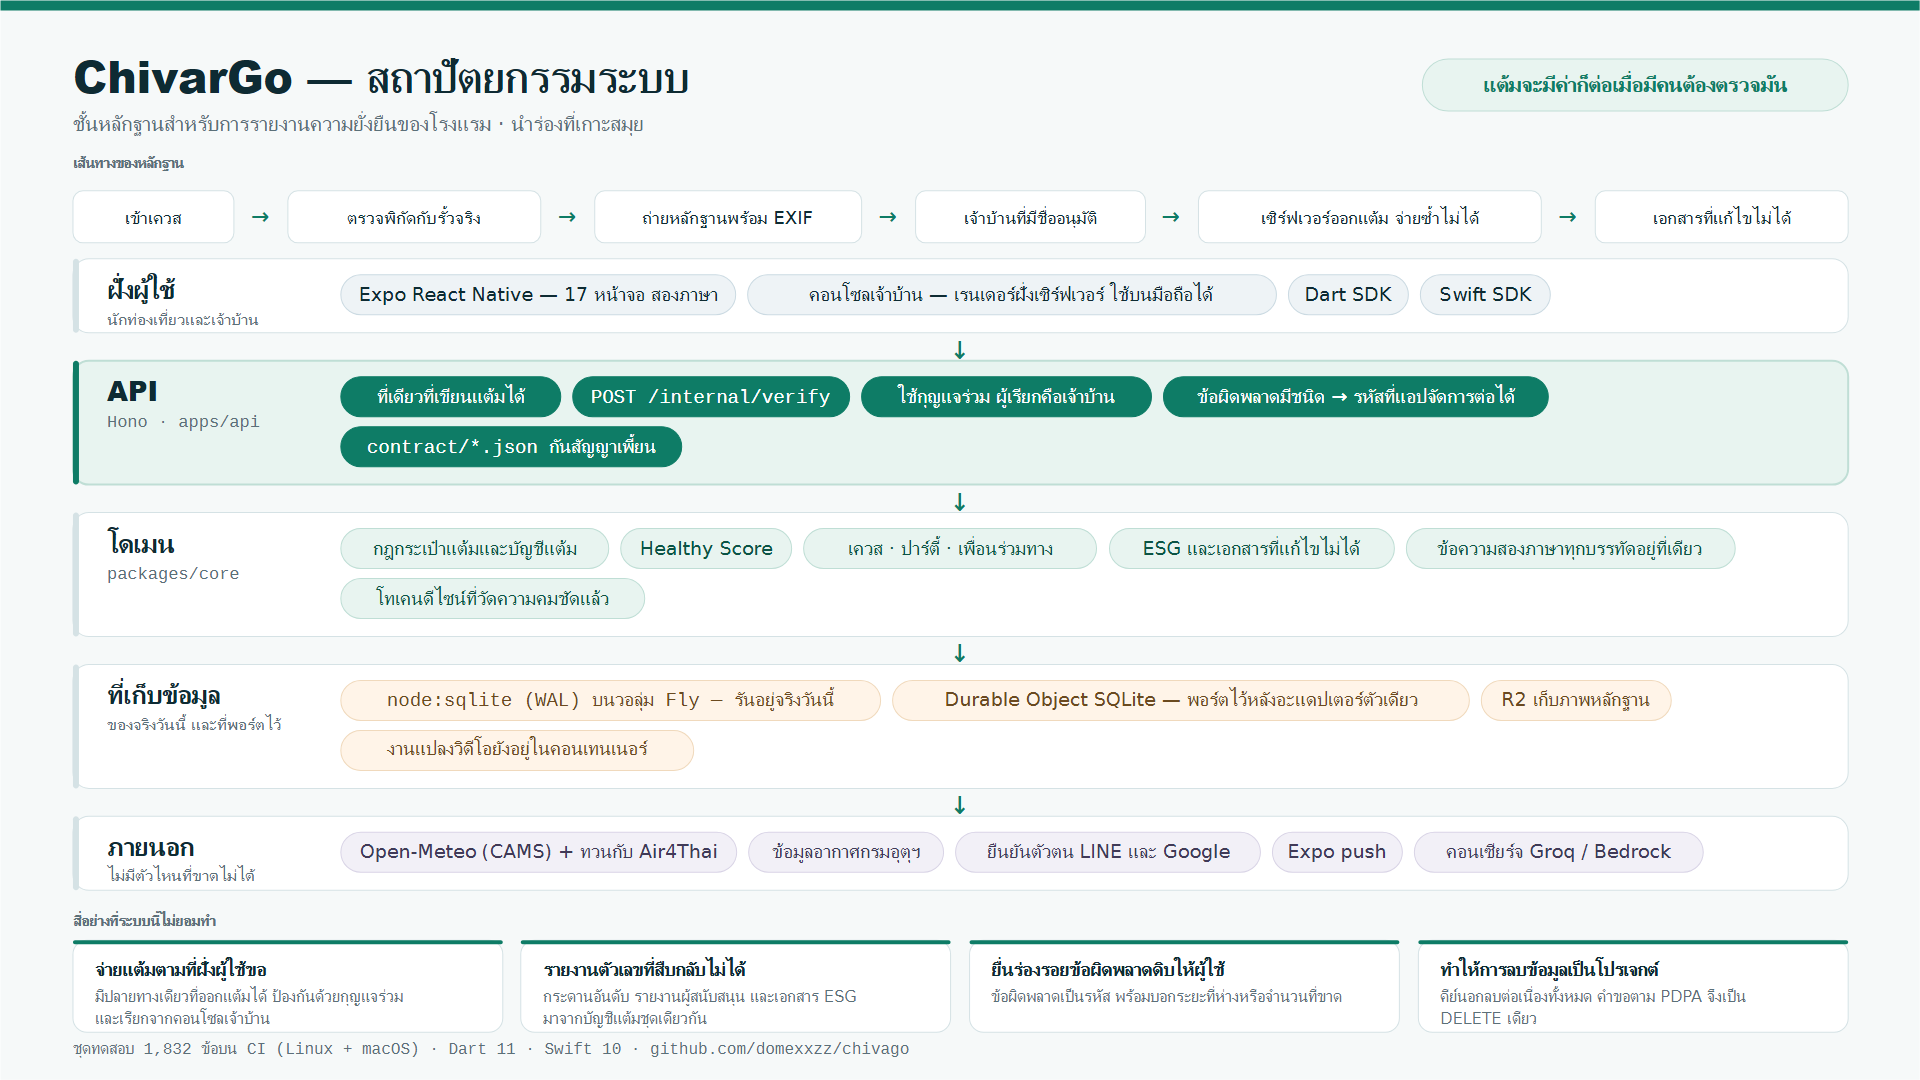 ChivarGo — สถาปัตยกรรมระบบ
แต้มจะมีค่าก็ต่อเมื่อมีคนต้องตรวจมัน
ชั้นหลักฐานสำหรับการรายงานความยั่งยืนของโรงแรม · นำร่องที่เกาะสมุย
เส้นทางของหลักฐาน
เข้าเควส
→
ตรวจพิกัดกับรั้วจริง
→
ถ่ายหลักฐานพร้อม EXIF
→
เจ้าบ้านที่มีชื่ออนุมัติ
→
เซิร์ฟเวอร์ออกแต้ม จ่ายซ้ำไม่ได้
→
เอกสารที่แก้ไขไม่ได้
ฝั่งผู้ใช้
นักท่องเที่ยวและเจ้าบ้าน
Expo React Native — 17 หน้าจอ สองภาษา
คอนโซลเจ้าบ้าน — เรนเดอร์ฝั่งเซิร์ฟเวอร์ ใช้บนมือถือได้
Dart SDK
Swift SDK
↓
API
Hono · apps/api
ที่เดียวที่เขียนแต้มได้
POST /internal/verify
ใช้กุญแจร่วม ผู้เรียกคือเจ้าบ้าน
ข้อผิดพลาดมีชนิด → รหัสที่แอปจัดการต่อได้
contract/*.json กันสัญญาเพี้ยน
↓
โดเมน
packages/core
กฎกระเป๋าแต้มและบัญชีแต้ม
Healthy Score
เควส · ปาร์ตี้ · เพื่อนร่วมทาง
ESG และเอกสารที่แก้ไขไม่ได้
ข้อความสองภาษาทุกบรรทัดอยู่ที่เดียว
โทเคนดีไซน์ที่วัดความคมชัดแล้ว
↓
ที่เก็บข้อมูล
ของจริงวันนี้ และที่พอร์ตไว้
node:sqlite (WAL) บนวอลุ่ม Fly — รันอยู่จริงวันนี้
Durable Object SQLite — พอร์ตไว้หลังอะแดปเตอร์ตัวเดียว
R2 เก็บภาพหลักฐาน
งานแปลงวิดีโอยังอยู่ในคอนเทนเนอร์
↓
ภายนอก
ไม่มีตัวไหนที่ขาดไม่ได้
Open-Meteo (CAMS) + ทวนกับ Air4Thai
ข้อมูลอากาศกรมอุตุฯ
ยืนยันตัวตน LINE และ Google
Expo push
คอนเซียร์จ Groq / Bedrock
สี่อย่างที่ระบบนี้ไม่ยอมทำ
จ่ายแต้มตามที่ฝั่งผู้ใช้ขอ
มีปลายทางเดียวที่ออกแต้มได้ ป้องกันด้วยกุญแจร่วม
และเรียกจากคอนโซลเจ้าบ้าน
รายงานตัวเลขที่สืบกลับไม่ได้
กระดานอันดับ รายงานผู้สนับสนุน และเอกสาร ESG
มาจากบัญชีแต้มชุดเดียวกัน
ยื่นร่องรอยข้อผิดพลาดดิบให้ผู้ใช้
ข้อผิดพลาดเป็นรหัส พร้อมบอกระยะที่ห่างหรือจำนวนที่ขาด
ทำให้การลบข้อมูลเป็นโปรเจกต์
คีย์นอกลบต่อเนื่องทั้งหมด คำขอตาม PDPA จึงเป็น
DELETE เดียว
ชุดทดสอบ 1,832 ข้อบน CI (Linux + macOS) · Dart 11 · Swift 10 · github.com/domexxzz/chivago